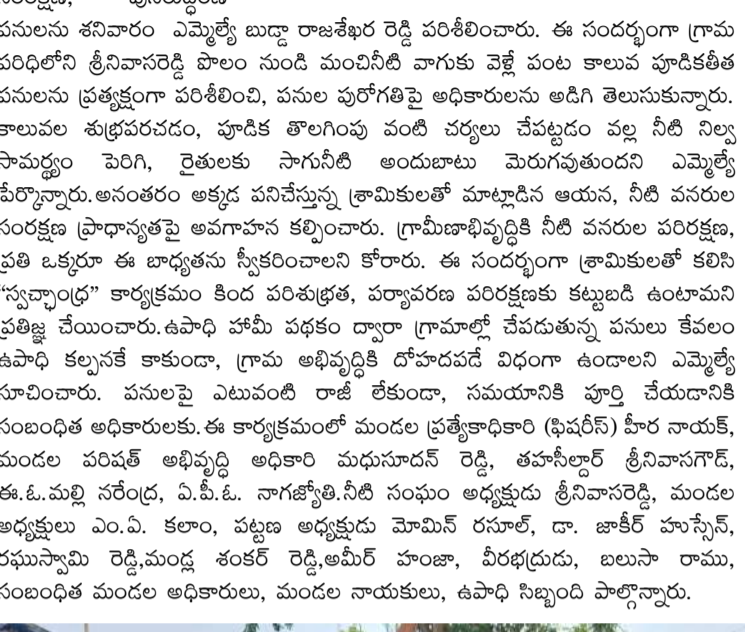 పనులను శనివారం ఎమ్మెల్యే బుడ్డా రాజశేఖర రెడ్డి పరిశీలించారు. ఈ సందర్భంగా గ్రామ
పరిధిలోని శ్రీనివాసరెడ్డి పొలం నుండి మంచినీటి వాగుకు వెళ్లే పంట కాలువ పూడికతీత
పనులను ప్రత్యక్షంగా పరిశీలించి, పనుల పురోగతిపై అధికారులను అడిగి తెలుసుకున్నారు.
కాలువల శుభ్రపరచడం, పూడిక తొలగింపు వంటి చర్యలు చేపట్టడం వల్ల నీటి నిల్వ
సామర్థ్యం పెరిగి, రైతులకు సాగునీటి అందుబాటు మెరుగవుతుందని ఎమ్మెల్యే
పేర్కొన్నారు.అనంతరం అక్కడ పనిచేస్తున్న శ్రామికులతో మాట్లాడిన ఆయన, నీటి వనరుల
సంరక్షణ ప్రాధాన్యతపై అవగాహన కల్పించారు. గ్రామీణాభివృద్ధికి నీటి వనరుల పరిరక్షణ,
ప్రతి ఒక్కరూ ఈ బాధ్యతను స్వీకరించాలని కోరారు. ఈ సందర్భంగా శ్రామికులతో కలిసి
“స్వచ్ఛాంధ్ర” కార్యక్రమం కింద పరిశుభ్రత, పర్యావరణ పరిరక్షణకు కట్టుబడి ఉంటామని
ప్రతిజ్ఞ చేయించారు.ఉపాధి హామీ పథకం ద్వారా గ్రామాల్లో చేపడుతున్న పనులు కేవలం
ఉపాధి కల్పనకే కాకుండా, గ్రామ అభివృద్ధికి దోహదపడే విధంగా ఉండాలని ఎమ్మెల్యే
సూచించారు. పనులపై ఎటువంటి రాజీ లేకుండా, సమయానికి పూర్తి చేయడానికి
సంబంధిత అధికారులకు.ఈ కార్యక్రమంలో మండల ప్రత్యేకాధికారి (ఫిషరీస్) హీర నాయక్,
మండల పరిషత్ అభివృద్ధి అధికారి మధుసూదన్ రెడ్డి, తహసీల్దార్ శ్రీనివాసగౌడ్,
ఈ.ఓ.మల్లి నరేంద్ర, ఏ.పీ.ఓ. నాగజ్యోతి.నీటి సంఘం అధ్యక్షుడు శ్రీనివాసరెడ్డి, మండల
అధ్యక్షులు ఎం.ఏ. కలాం, పట్టణ అధ్యక్షుడు మోమిన్ రసూల్, డా. జాకీర్ హుస్సేన్,
రఘుస్వామి రెడ్డి,మండ్ల శంకర్ రెడ్డి,అమీర్ హంజా, వీరభద్రుడు, బలుసా రాము,
సంబంధిత మండల అధికారులు, మండల నాయకులు, ఉపాధి సిబ్బంది పాల్గొన్నారు.